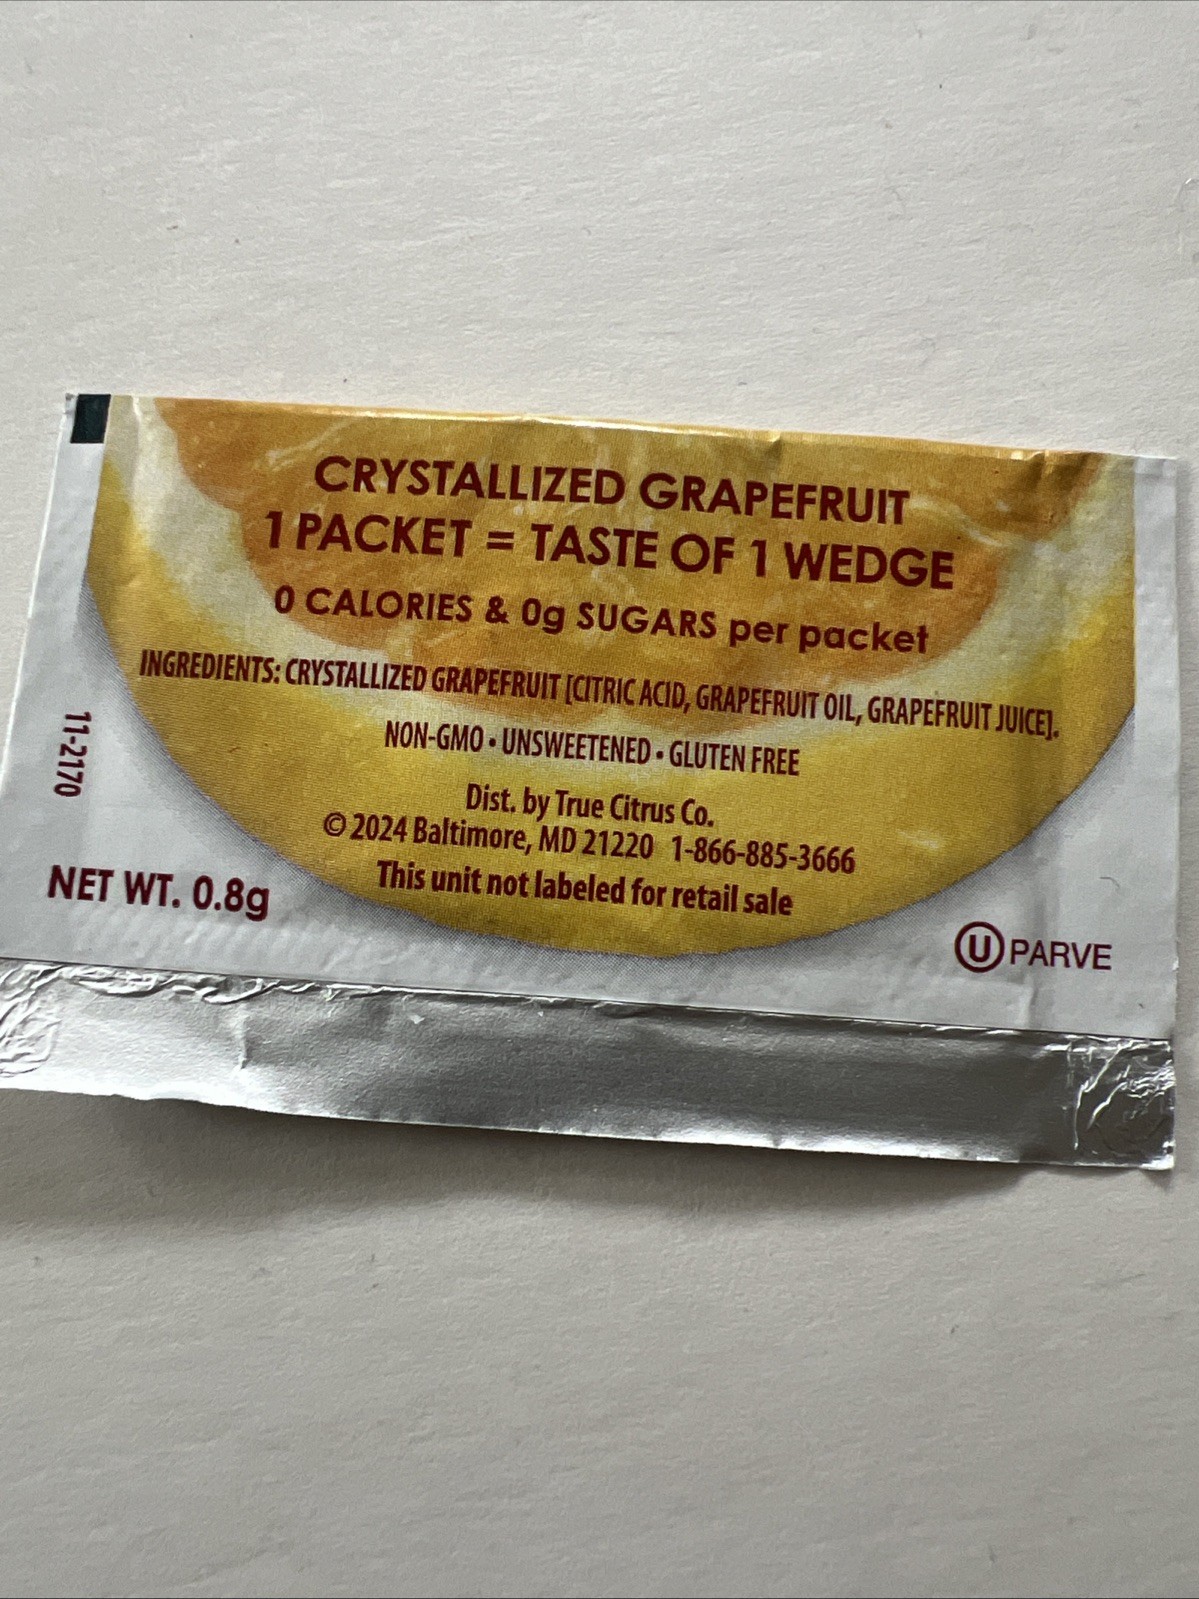 CRYSTALLIZED GRAPEFRUIT
1 PACKET = TASTE OF 1 WEDGE
0 CALORIES & 0g SUGARS per packet
INGREDIENTS: CRYSTALLIZED GRAPEFRUIT [CITRIC ACID, GRAPEFRUIT OIL, GRAPEFRUIT JUICE].
NON-GMO • UNSWEETENED • GLUTEN FREE
Dist. by True Citrus Co.
© 2024 Baltimore, MD 21220 1-866-885-3666
This unit not labeled for retail sale
11-2170
NET WT. 0.8g
U PARVE